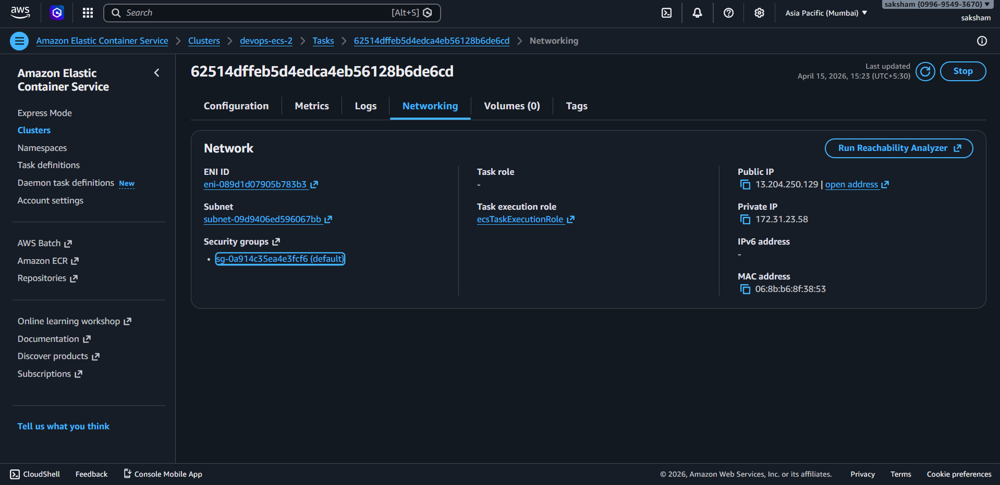 aws
Search
[Alt+S]
Asia Pacific (Mumbai)
saksham (0996-9549-3670)
saksham
Amazon Elastic Container Service
Clusters
devops-ecs-2
Tasks
62514dffeb5d4edca4eb56128b6de6cd
Networking
Amazon Elastic
Container Service
Express Mode
Clusters
Namespaces
Task definitions
Daemon task definitions New
Account settings
AWS Batch
Amazon ECR
Repositories
Online learning workshop
Documentation
Discover products
Subscriptions
Tell us what you think
62514dffeb5d4edca4eb56128b6de6cd
Last updated
April 15, 2026, 15:23 (UTC+5:30)
Stop
Configuration
Metrics
Logs
Networking
Volumes (0)
Tags
Network
Run Reachability Analyzer
ENI ID
eni-089d1d07905b783b3
Subnet
subnet-09d9406ed596067bb
Security groups
• sg-0a914c35ea4e3fcf6 (default)
Task role
-
Task execution role
ecsTaskExecutionRole
Public IP
13.204.250.129 | open address
Private IP
172.31.23.58
IPv6 address
-
MAC address
06:8b:b6:8f:38:53
CloudShell
Feedback
Console Mobile App
© 2026, Amazon Web Services, Inc. or its affiliates.
Privacy
Terms
Cookie preferences